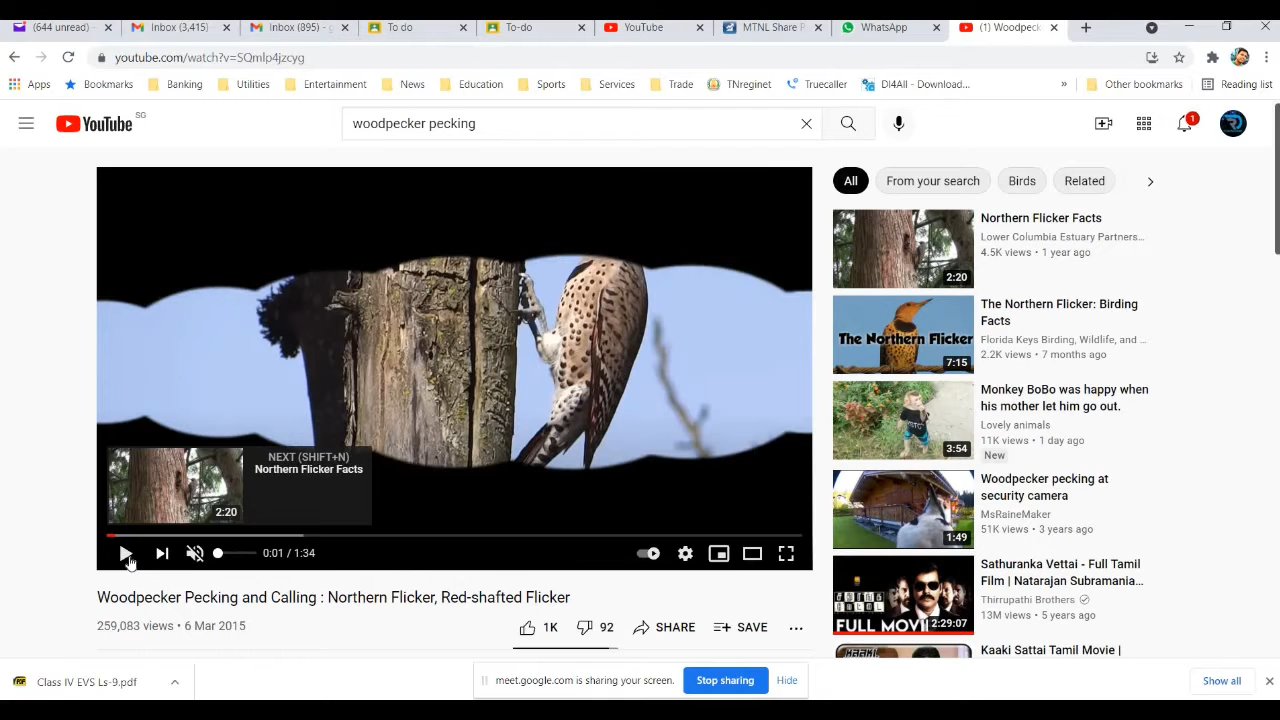 (644 unread) -
Inbox (3,415)
Inbox (895) -
To do
To-do
YouTube
MTNL Share P
WhatsApp
(1) Woodpeck
youtube.com/watch?v=SQmlp4jzcyg
Apps
Bookmarks
Banking
Utilities
Entertainment
News
Education
Sports
Services
Trade
TNreginet
Truecaller
DI4All - Download...
»
Other bookmarks
Reading list
YouTube SG
woodpecker pecking
1
All
From your search
Birds
Related
NEXT (SHIFT+N)
Northern Flicker Facts
2:20
0:01 / 1:34
Woodpecker Pecking and Calling : Northern Flicker, Red-shafted Flicker
259,083 views • 6 Mar 2015
1K
92
SHARE
SAVE
2:20
Northern Flicker Facts
Lower Columbia Estuary Partners...
4.5K views • 1 year ago
The Northern Flicker
7:15
The Northern Flicker: Birding
Facts
Florida Keys Birding, Wildlife, and ...
2.2K views • 7 months ago
3:54
Monkey BoBo was happy when
his mother let him go out.
Lovely animals
11K views • 1 day ago
New
1:49
Woodpecker pecking at
security camera
MsRaineMaker
51K views • 3 years ago
FULL MOVI
2:29:07
Sathuranka Vettai - Full Tamil
Film | Natarajan Subramania...
Thirrupathi Brothers
13M views • 5 years ago
Kaaki Sattai Tamil Movie |
Class IV EVS Ls-9.pdf
meet.google.com is sharing your screen.
Stop sharing
Hide
Show all